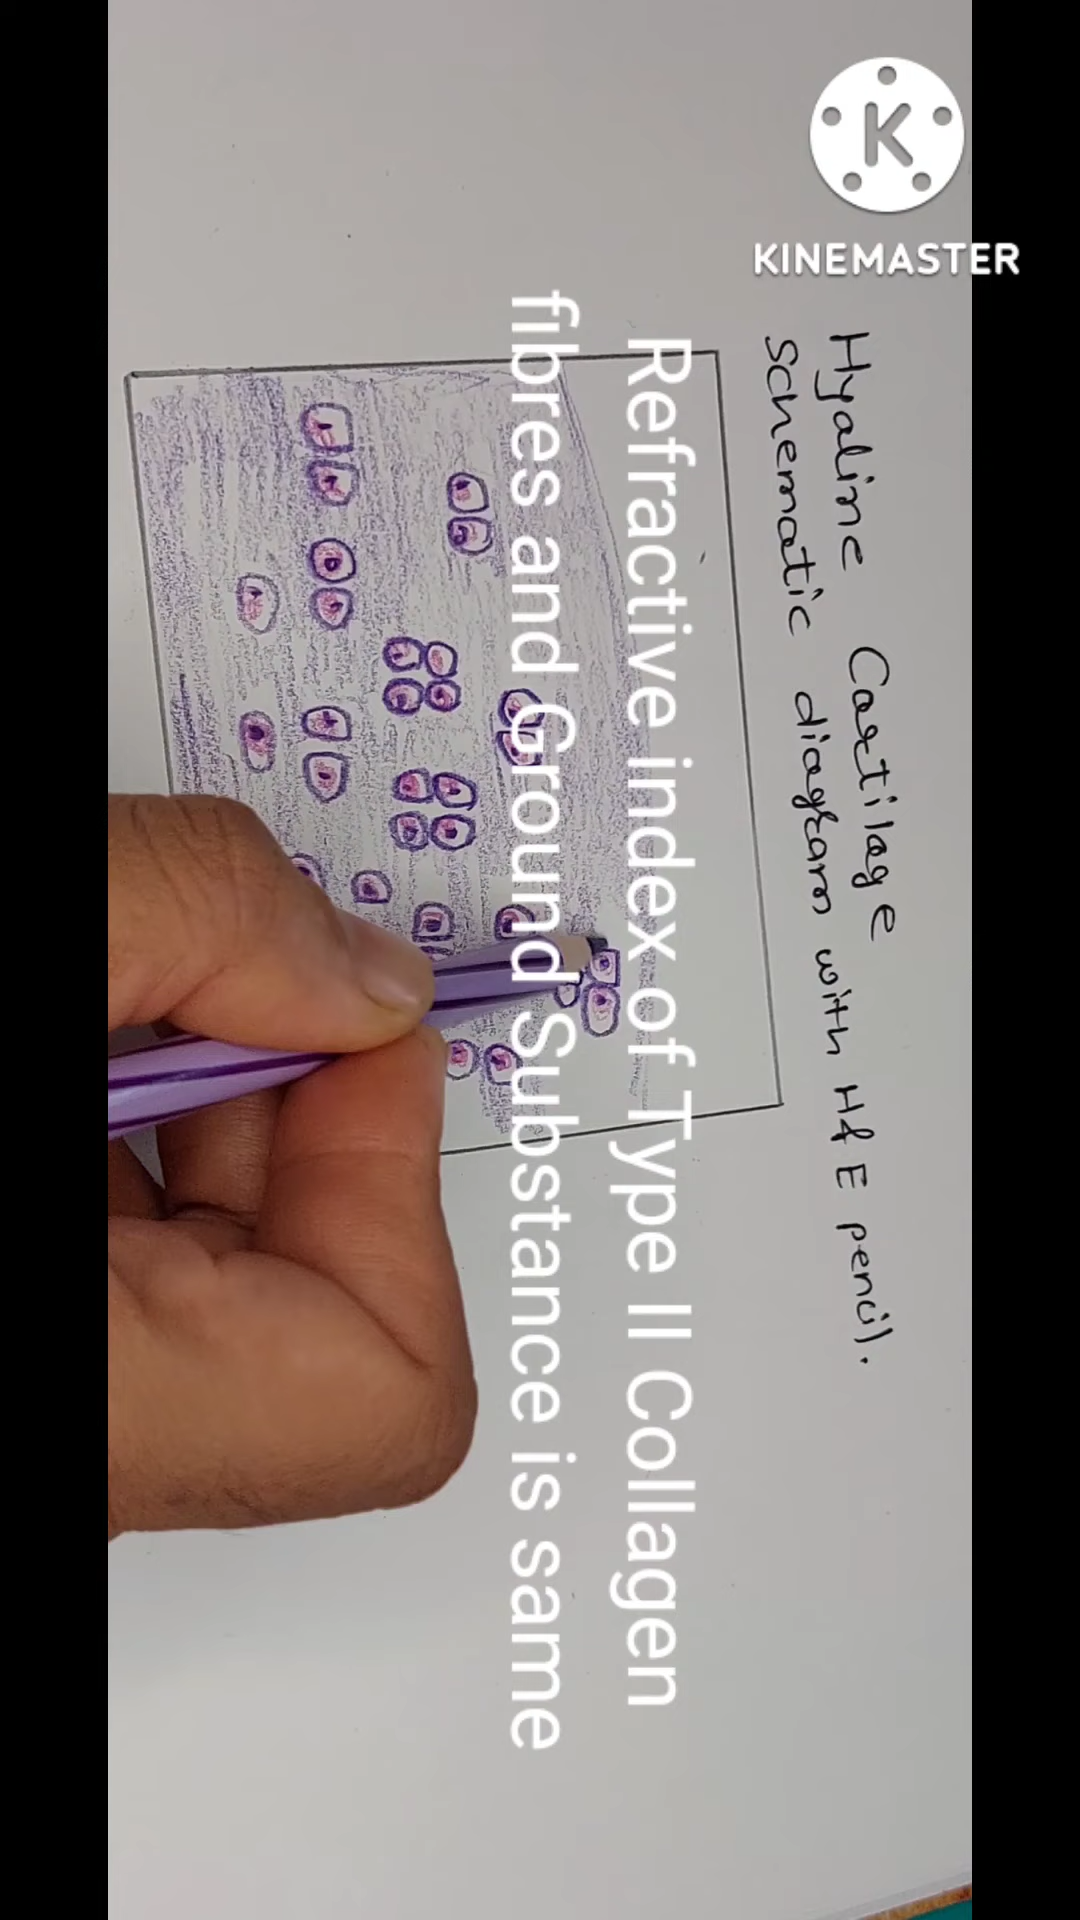 KINEMASTER
Hyaline Cartilage
schematic diagram with H & E pencil.
Refractive index of Type II Collagen
fibres and Ground Substance is same